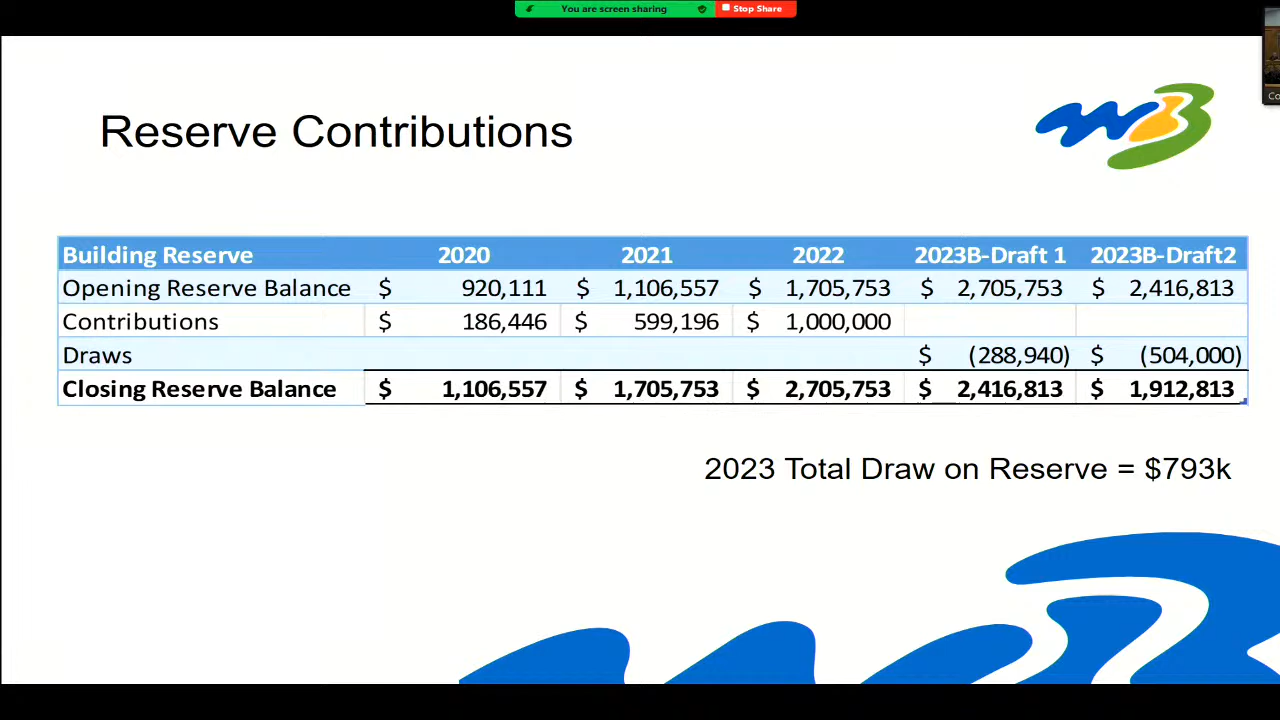 You are screen sharing Stop Share
Co
Reserve Contributions
Building Reserve 2020 2021 2022 2023B-Draft 1 2023B-Draft2
Opening Reserve Balance $ 920,111 $ 1,106,557 $ 1,705,753 $ 2,705,753 $ 2,416,813
Contributions $ 186,446 $ 599,196 $ 1,000,000
Draws $ (288,940) $ (504,000)
Closing Reserve Balance $ 1,106,557 $ 1,705,753 $ 2,705,753 $ 2,416,813 $ 1,912,813
2023 Total Draw on Reserve = $793k